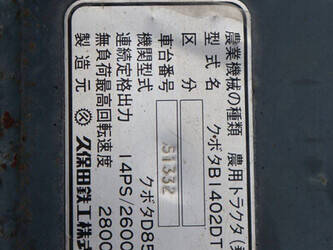 農業機械の種類 農用トラクタ
型式名 クボタB1402DT
区分
車台番号 51332
機関型式 クボタD85
連続定格出力 14PS/2600
無負荷最高回転速度 2800
製造元 久保田鉄工株式